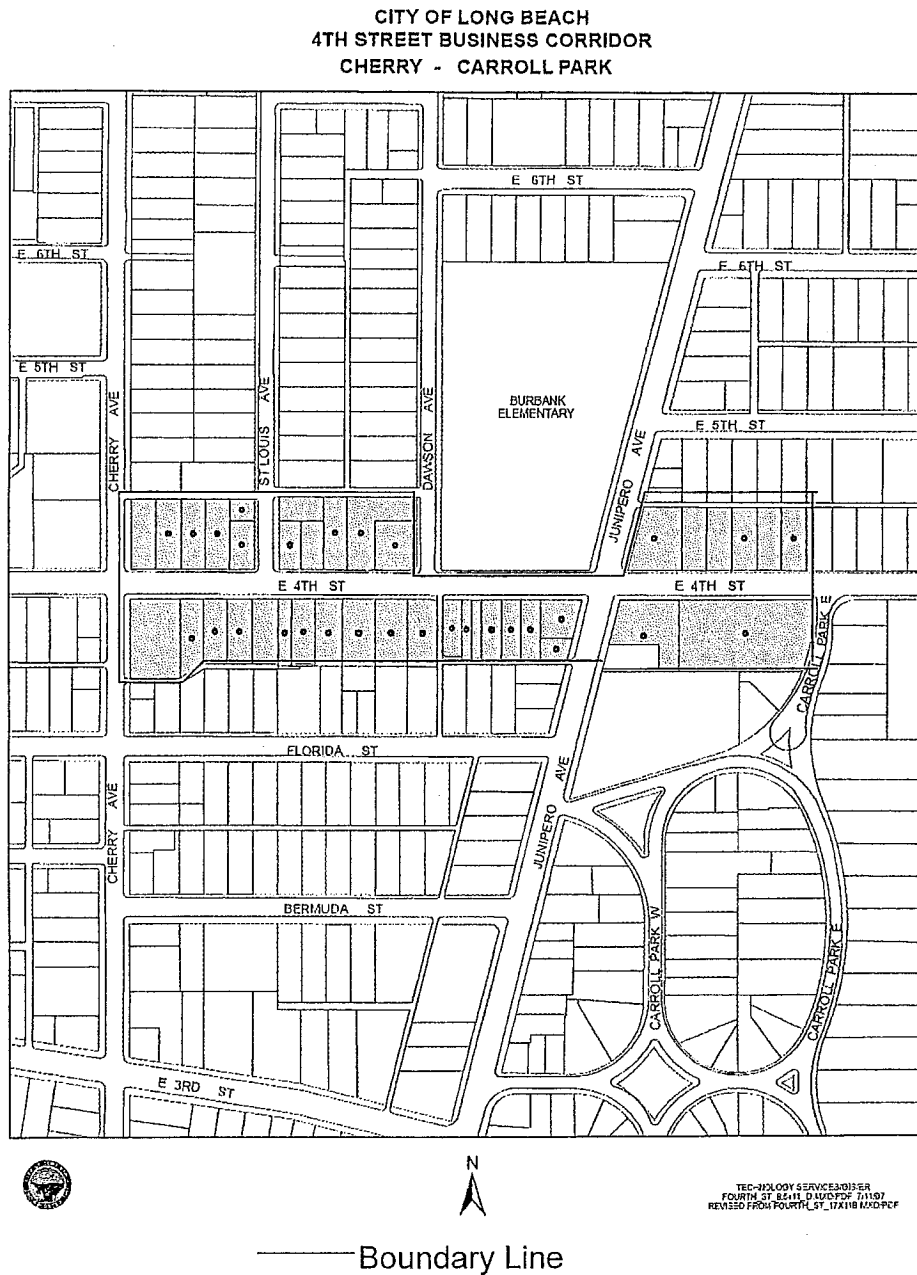 CITY OF LONG BEACH
4TH STREET BUSINESS CORRIDOR
CHERRY - CARROLL PARK
E 6TH ST
E 6TH ST
E 6TH ST
E 5TH ST
CHERRY AVE
ST LOUIS AVE
DAWSON AVE
BURBANK
ELEMENTARY
JUNIPERO AVE
E 5TH ST
E 4TH ST
E 4TH ST
CARROLL PARK E
FLORIDA ST
CHERRY AVE
JUNIPERO AVE
BERMUDA ST
CARROLL PARK W
CARROLL PARK E
E 3RD ST
N
Boundary Line